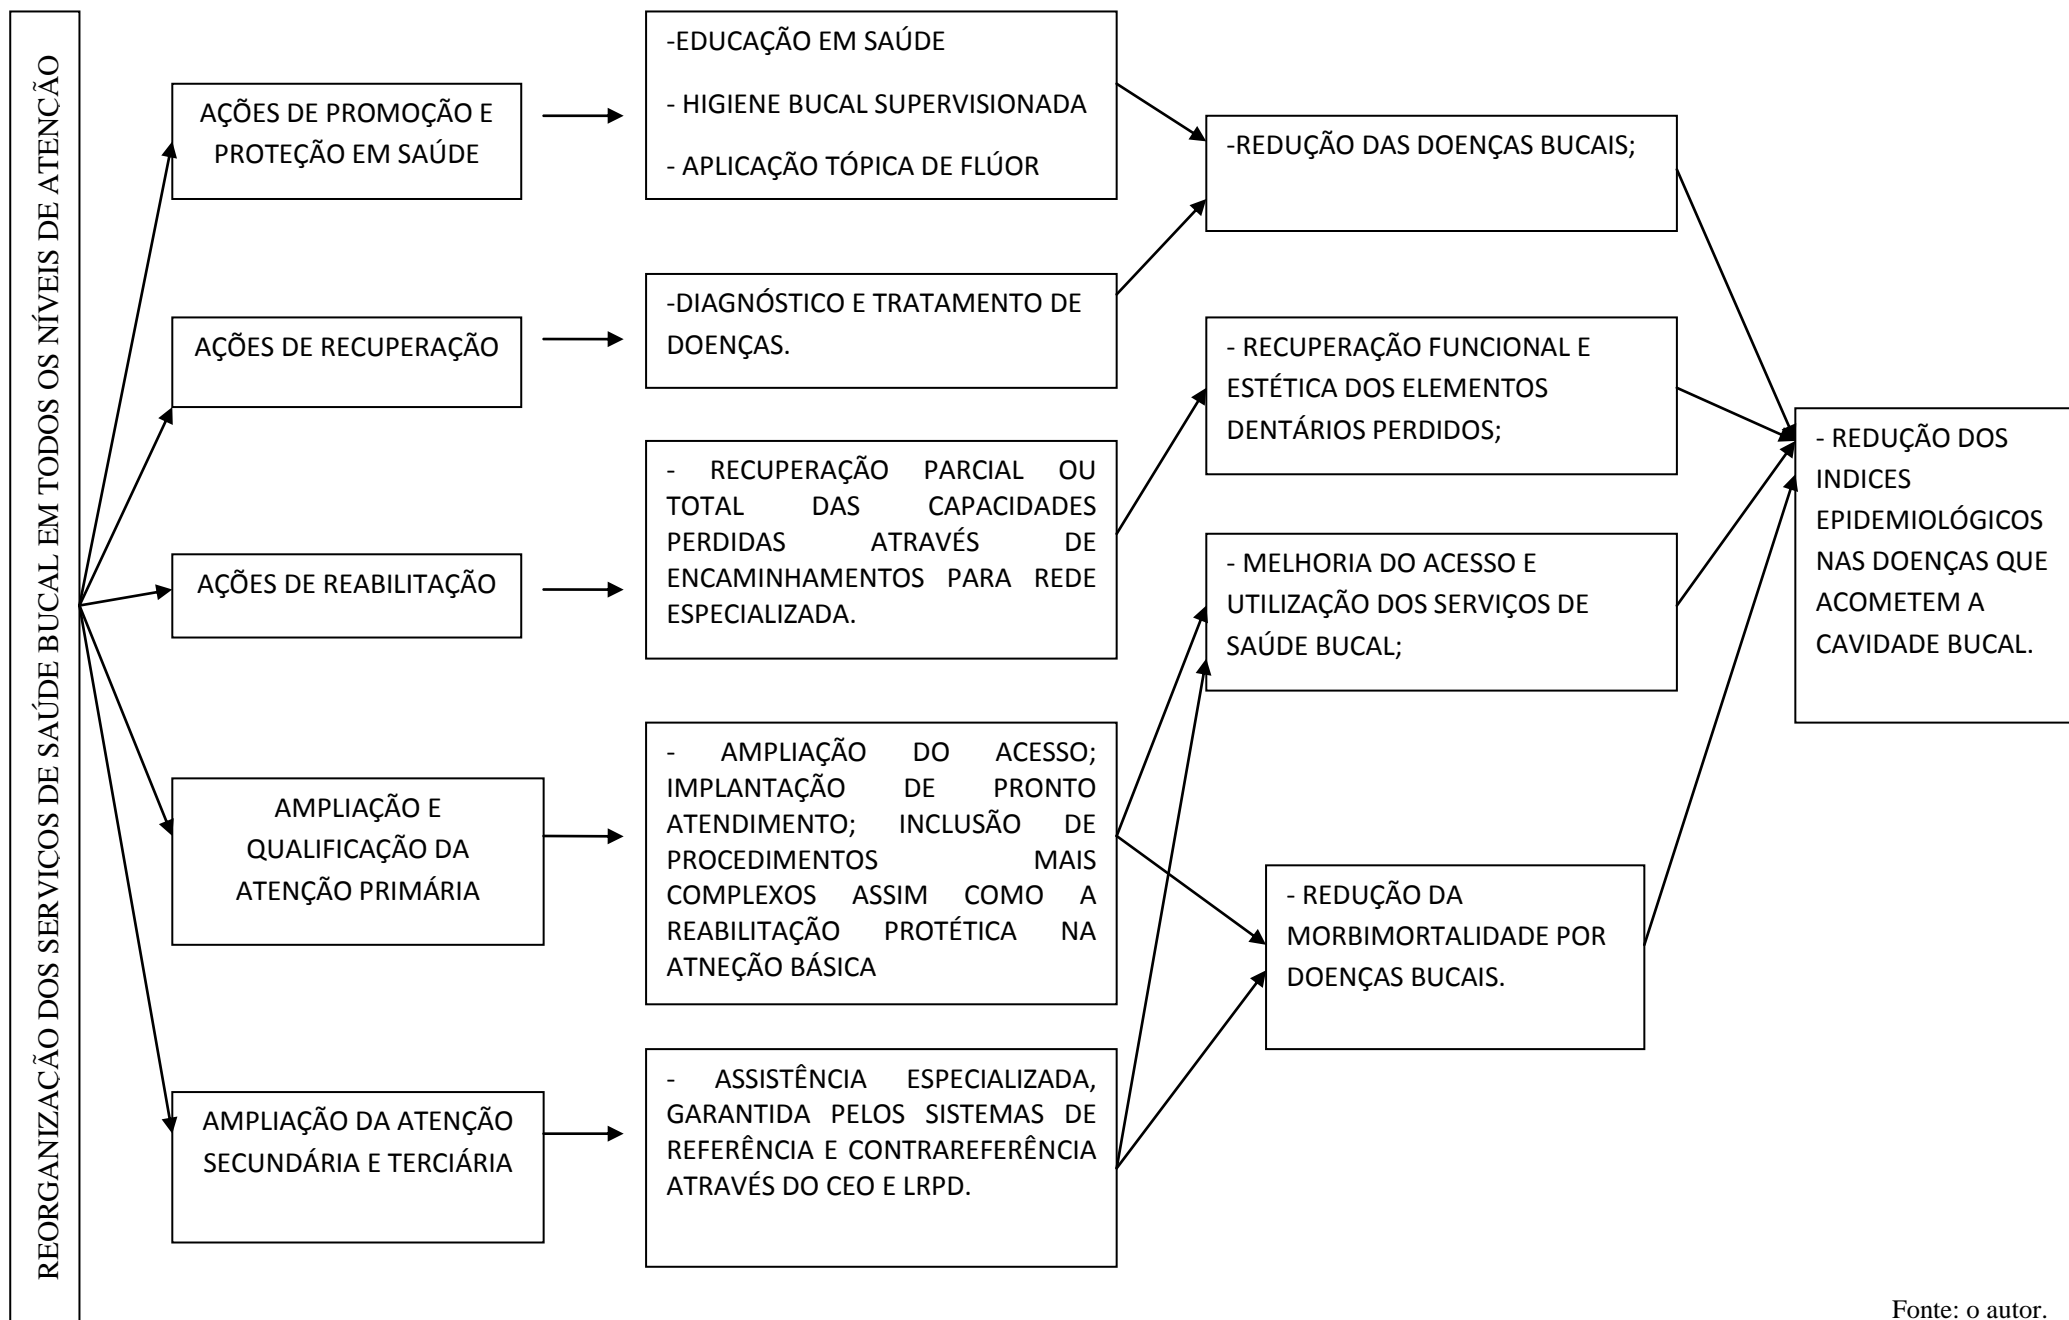 REORGANIZAÇÃO DOS SERVIÇOS DE SAÚDE BUCAL EM TODOS OS NÍVEIS DE ATENÇÃO
AÇÕES DE PROMOÇÃO E
PROTEÇÃO EM SAÚDE
AÇÕES DE RECUPERAÇÃO
AÇÕES DE REABILITAÇÃO
AMPLIAÇÃO E
QUALIFICAÇÃO DA
ATENÇÃO PRIMÁRIA
AMPLIAÇÃO DA ATENÇÃO
SECUNDÁRIA E TERCIÁRIA
-EDUCAÇÃO EM SAÚDE
- HIGIENE BUCAL SUPERVISIONADA
- APLICAÇÃO TÓPICA DE FLÚOR
-DIAGNÓSTICO E TRATAMENTO DE
DOENÇAS.
- RECUPERAÇÃO PARCIAL OU
TOTAL DAS CAPACIDADES
PERDIDAS ATRAVÉS DE
ENCAMINHAMENTOS PARA REDE
ESPECIALIZADA.
- AMPLIAÇÃO DO ACESSO;
IMPLANTAÇÃO DE PRONTO
ATENDIMENTO; INCLUSÃO DE
PROCEDIMENTOS MAIS
COMPLEXOS ASSIM COMO A
REABILITAÇÃO PROTÉTICA NA
ATNEÇÃO BÁSICA
- ASSISTÊNCIA ESPECIALIZADA,
GARANTIDA PELOS SISTEMAS DE
REFERÊNCIA E CONTRAREFERÊNCIA
ATRAVÉS DO CEO E LRPD.
-REDUÇÃO DAS DOENÇAS BUCAIS;
- RECUPERAÇÃO FUNCIONAL E
ESTÉTICA DOS ELEMENTOS
DENTÁRIOS PERDIDOS;
- MELHORIA DO ACESSO E
UTILIZAÇÃO DOS SERVIÇOS DE
SAÚDE BUCAL;
- REDUÇÃO DA
MORBIMORTALIDADE POR
DOENÇAS BUCAIS.
- REDUÇÃO DOS
INDICES
EPIDEMIOLÓGICOS
NAS DOENÇAS QUE
ACOMETEM A
CAVIDADE BUCAL.
Fonte: o autor.